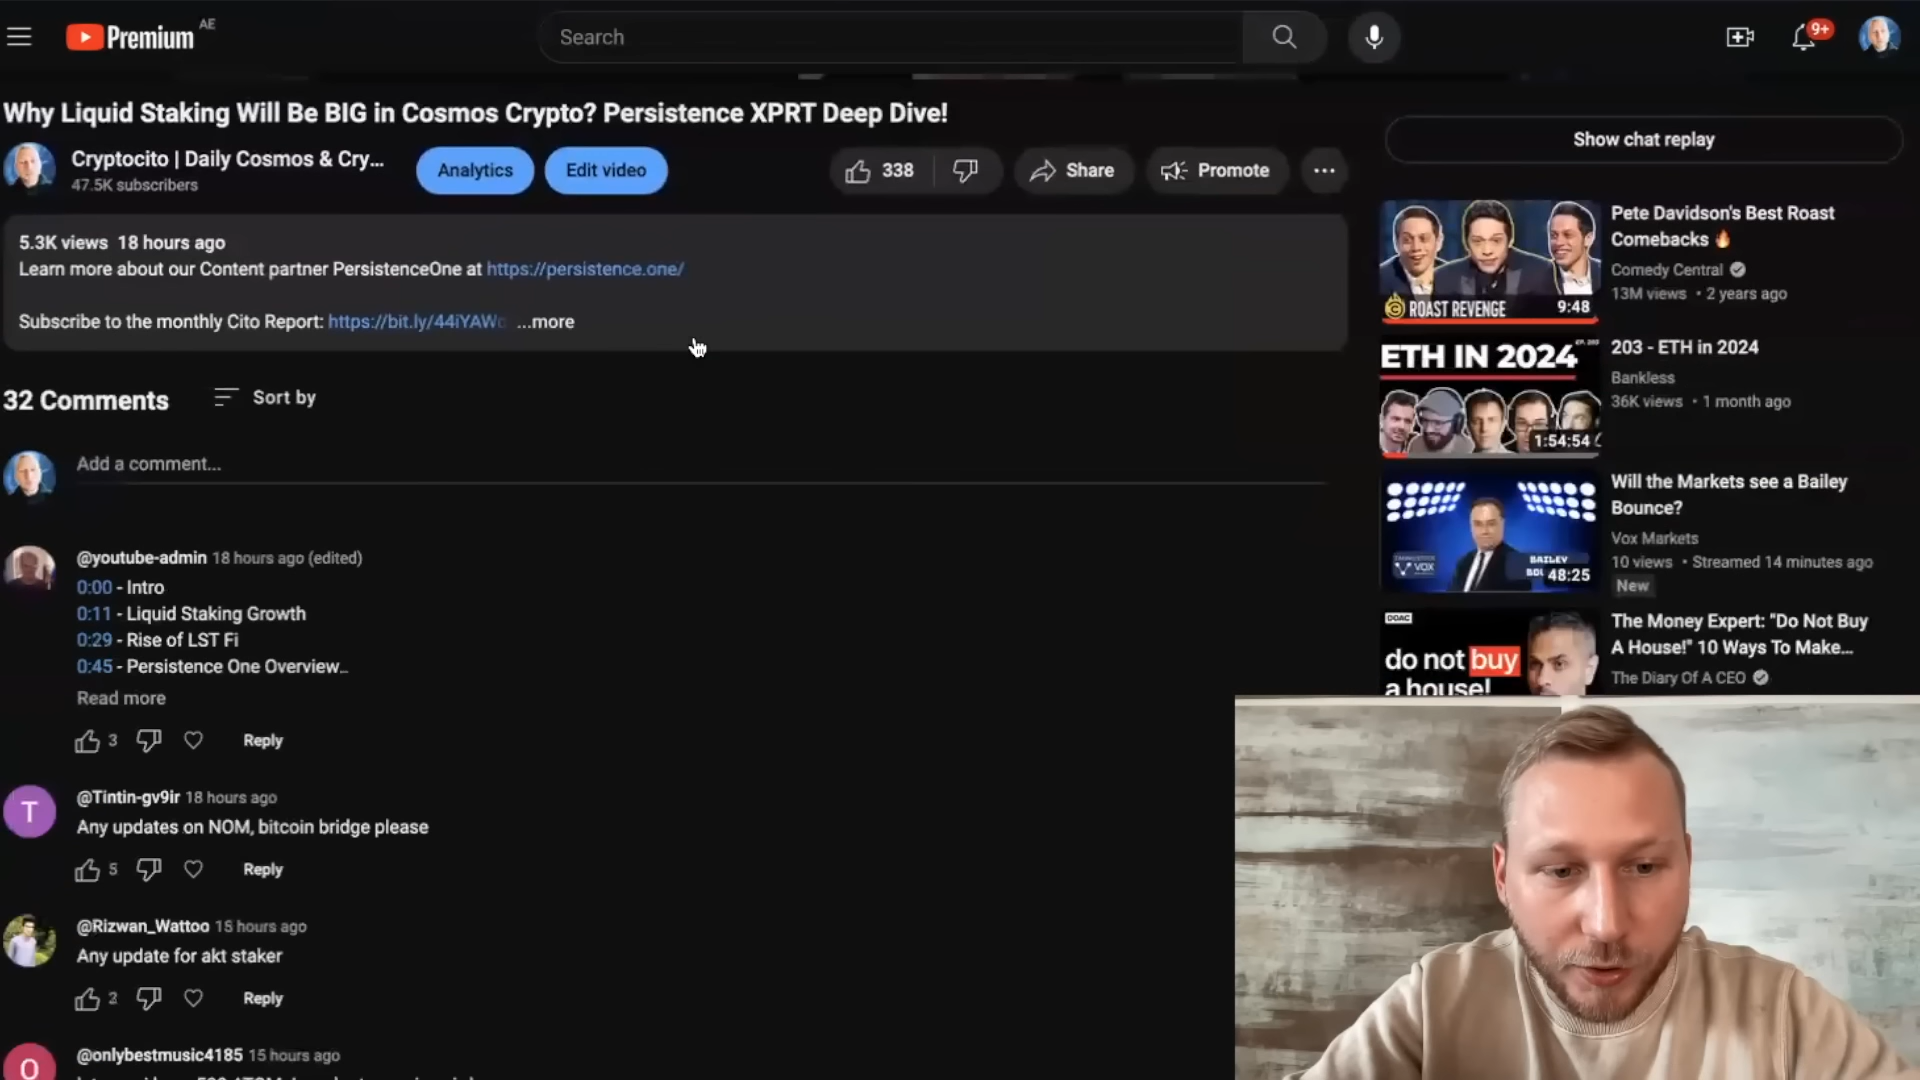 Premium
AE
Search
9+
Why Liquid Staking Will Be BIG in Cosmos Crypto? Persistence XPRT Deep Dive!
Cryptocito | Daily Cosmos & Cry...
47.5K subscribers
Analytics
Edit video
338
Share
Promote
Show chat replay
5.3K views 18 hours ago
Learn more about our Content partner PersistenceOne at https://persistence.one/
Subscribe to the monthly Cito Report: https://bit.ly/44iYAW ...more
32 Comments
Sort by
Add a comment...
@youtube-admin 18 hours ago (edited)
0:00 - Intro
0:11 - Liquid Staking Growth
0:29 - Rise of LST Fi
0:45 - Persistence One Overview...
Read more
3
Reply
T
@Tintin-gv9ir 18 hours ago
Any updates on NOM, bitcoin bridge please
5
Reply
@Rizwan_Wattoo 15 hours ago
Any update for akt staker
2
Reply
O
@onlybestmusic4185 15 hours ago
ROAST REVENGE
9:48
Pete Davidson's Best Roast
Comebacks 🔥
Comedy Central
13M views • 2 years ago
ETH IN 2024
1:54:54
203 - ETH in 2024
Bankless
36K views • 1 month ago
VOX
BAILEY
48:25
Will the Markets see a Bailey
Bounce?
Vox Markets
10 views • Streamed 14 minutes ago
New
DOAC
do not buy
a house!
The Money Expert: "Do Not Buy
A House!" 10 Ways To Make...
The Diary Of A CEO